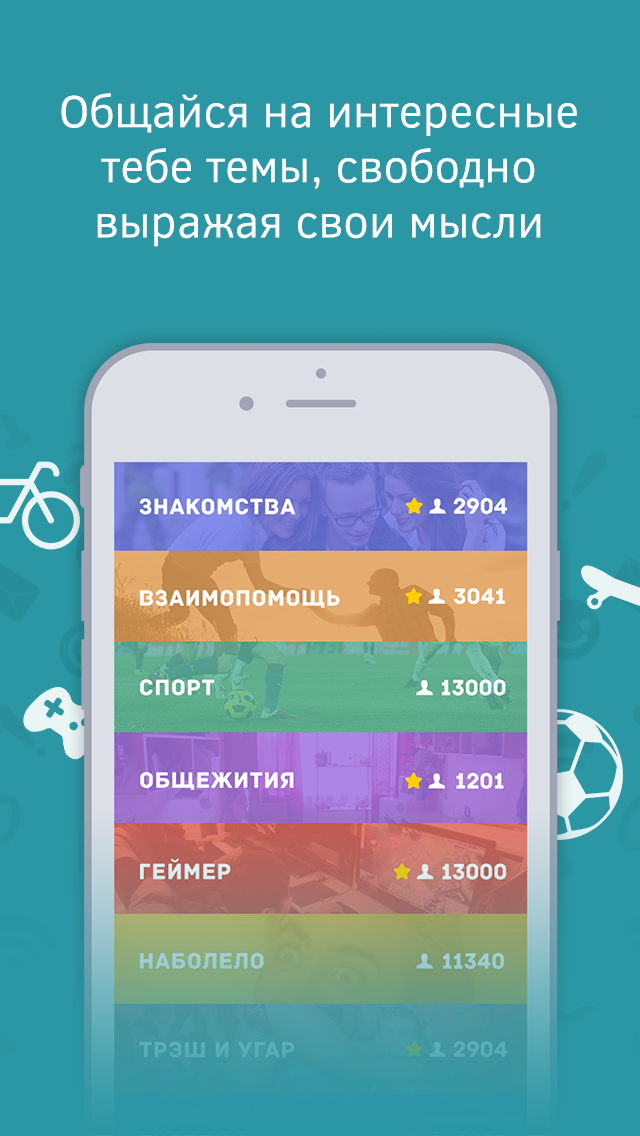 Общайся на интересные
тебе темы, свободно
выражая свои мысли
ЗНАКОМСТВА 2904
ВЗАИМОПОМОЩЬ 3041
СПОРТ 13000
ОБЩЕЖИТИЯ 1201
ГЕЙМЕР 13000
НАБОЛЕЛО 11340
ТРЭШ И УГАР 2904